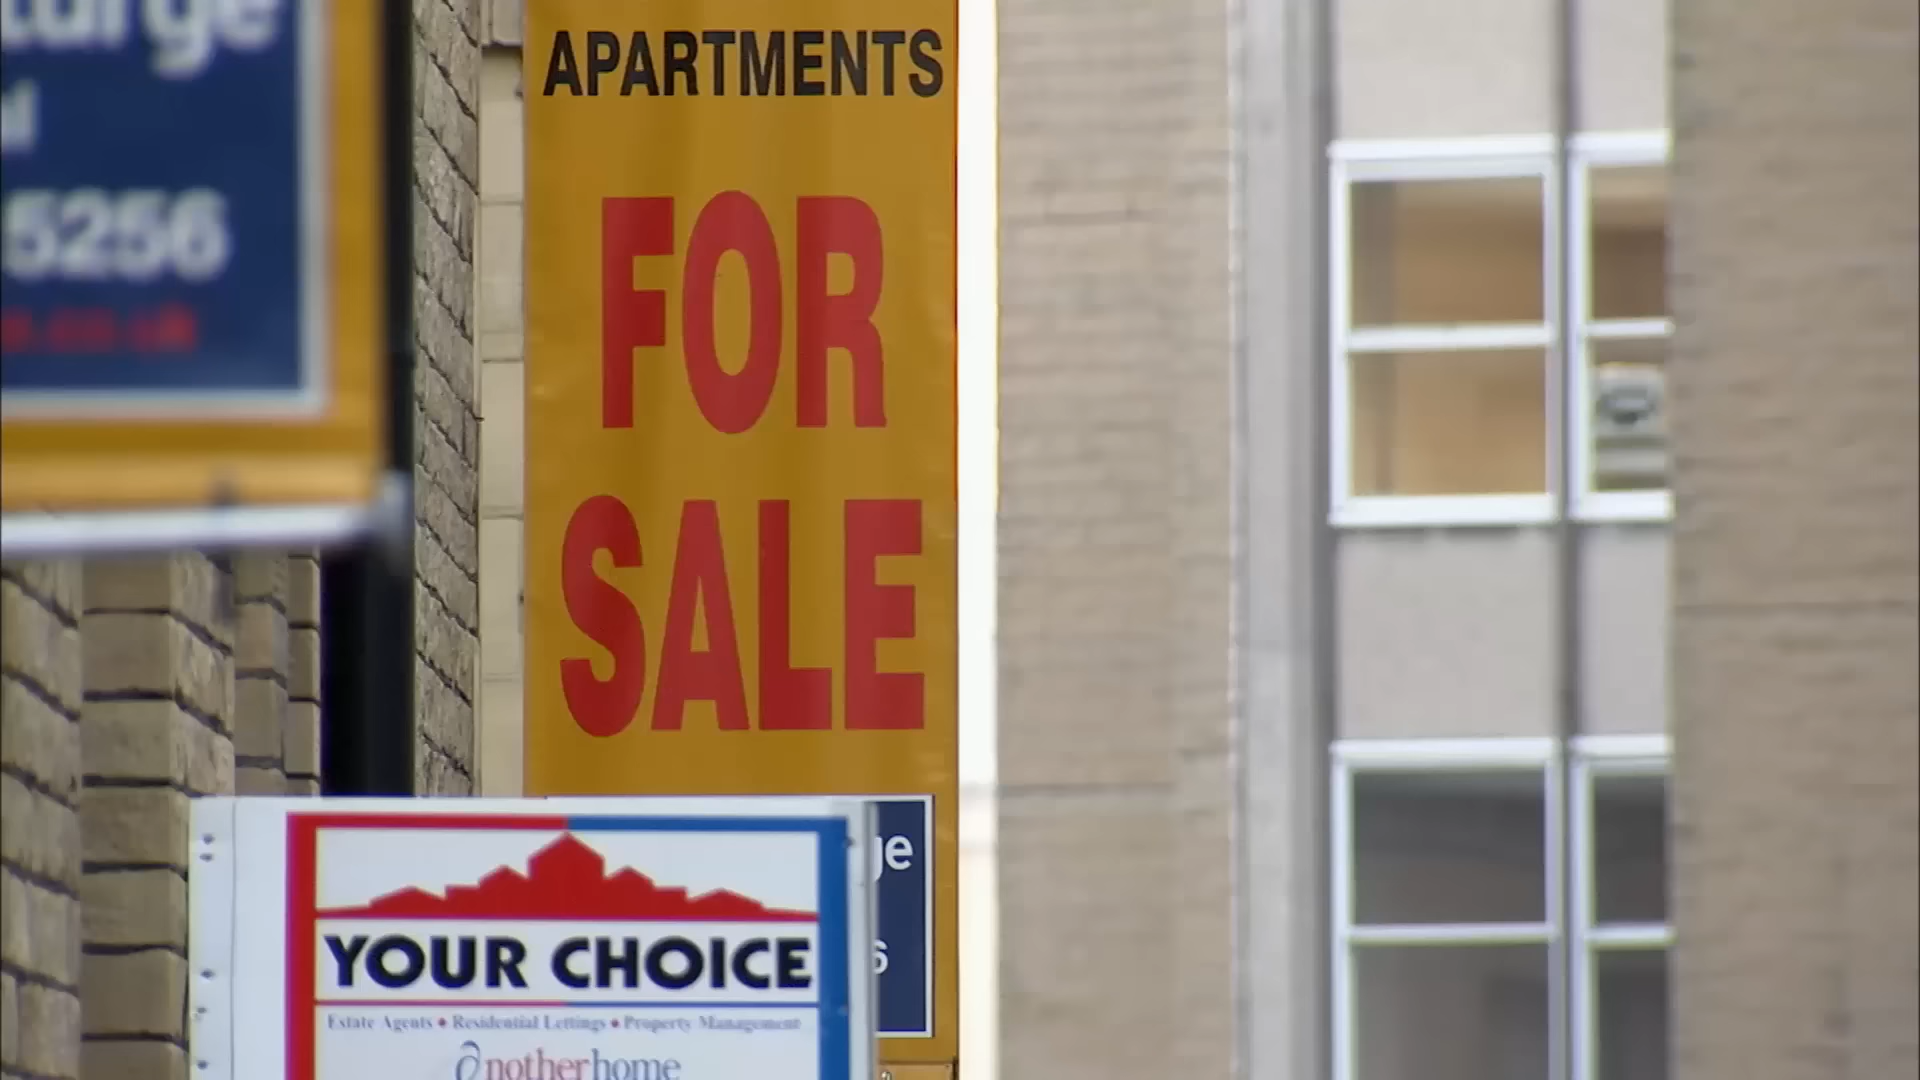 5256
APARTMENTS
FOR
SALE
YOUR CHOICE
Estate Agents • Residential Lettings • Property Management
anotherhome